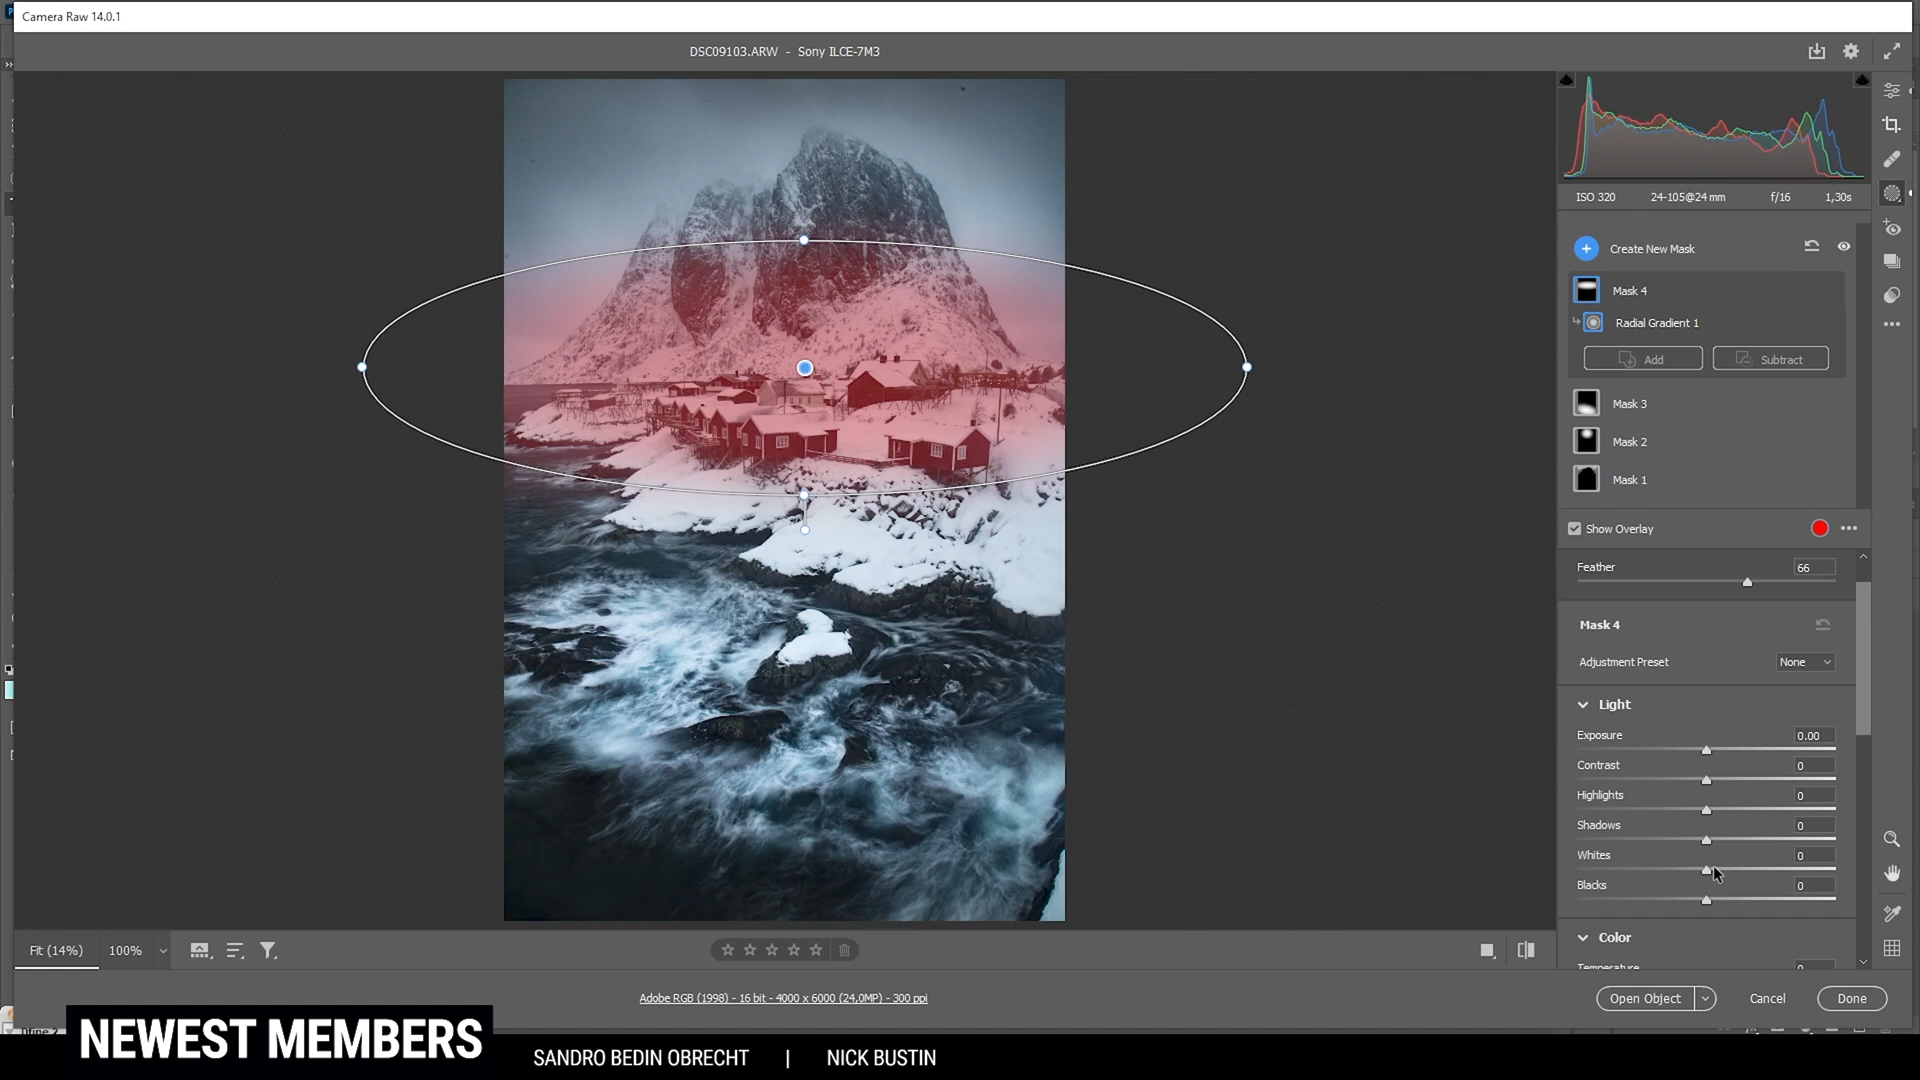 Camera Raw 14.0.1
DSC09103.ARW - Sony ILCE-7M3
ISO 320 24-105@24 mm f/16 1,30s
Create New Mask
Mask 4
Radial Gradient 1
Add Subtract
Mask 3
Mask 2
Mask 1
Show Overlay
Feather 66
Mask 4
Adjustment Preset None
Light
Exposure 0.00
Contrast 0
Highlights 0
Shadows 0
Whites 0
Blacks 0
Color
Temperature 0
Fit (14%) 100%
Adobe RGB (1998) - 16 bit - 4000 x 6000 (24,0MP) - 300 ppi
Open Object Cancel Done
NEWEST MEMBERS
SANDRO BEDIN OBRECHT | NICK BUSTIN